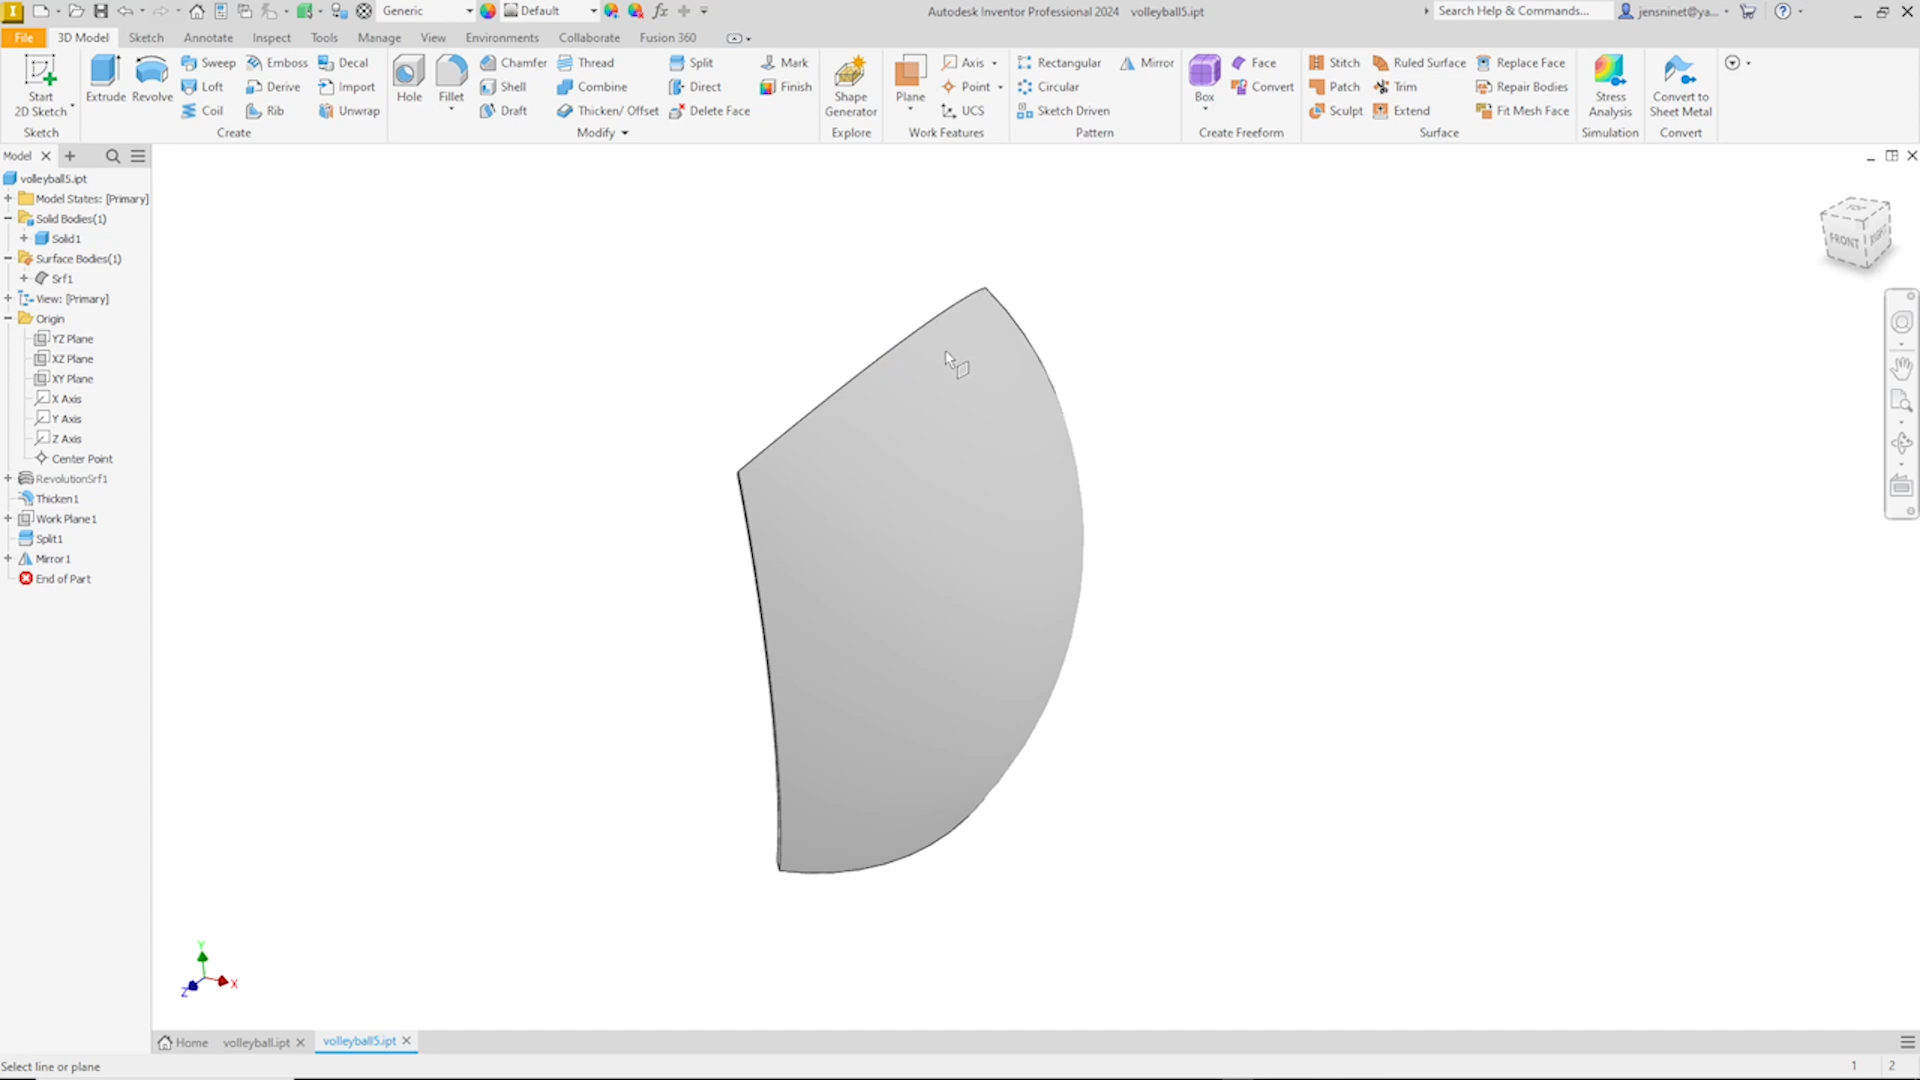 Generic Default Autodesk Inventor Professional 2024 volleyball5.ipt Search Help & Commands... jensninet@ya...
File 3D Model Sketch Annotate Inspect Tools Manage View Environments Collaborate Fusion 360
Start 2D Sketch
Sketch
Extrude Revolve
Sweep Emboss Decal
Loft Derive Import
Coil Rib Unwrap
Create
Hole Fillet
Chamfer Thread Split Mark
Shell Combine Direct Finish
Draft Thicken/ Offset Delete Face
Modify
Shape Generator
Explore
Plane
Axis
Point
UCS
Work Features
Rectangular Mirror
Circular
Sketch Driven
Pattern
Box
Face
Convert
Create Freeform
Stitch Ruled Surface Replace Face
Patch Trim Repair Bodies
Sculpt Extend Fit Mesh Face
Surface
Stress Analysis
Simulation
Convert to Sheet Metal
Convert
Model
volleyball5.ipt
Model States: [Primary]
Solid Bodies(1)
Solid1
Surface Bodies(1)
Srf1
View: [Primary]
Origin
YZ Plane
XZ Plane
XY Plane
X Axis
Y Axis
Z Axis
Center Point
RevolutionSrf1
Thicken1
Work Plane1
Split1
Mirror1
End of Part
TOP
FRONT RIGHT
Y
X
Z
Home volleyball.ipt volleyball5.ipt
Select line or plane 1 2